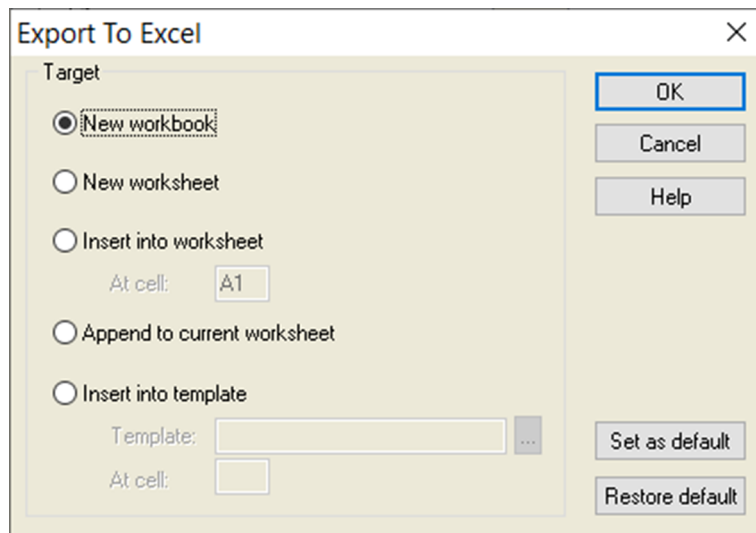 Export To Excel
Target
New workbook
New worksheet
Insert into worksheet
At cell: A1
Append to current worksheet
Insert into template
Template: ...
At cell:
OK
Cancel
Help
Set as default
Restore default